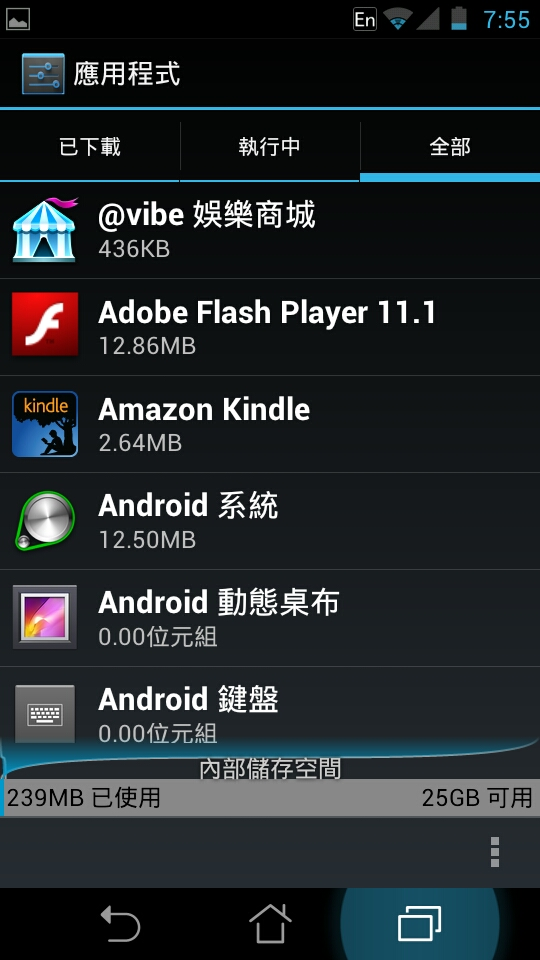 En 7:55
應用程式
已下載 執行中 全部
@vibe 娛樂商城
436KB
Adobe Flash Player 11.1
12.86MB
kindle
Amazon Kindle
2.64MB
Android 系統
12.50MB
Android 動態桌布
0.00位元組
Android 鍵盤
0.00位元組
內部儲存空間
239MB 已使用 25GB 可用